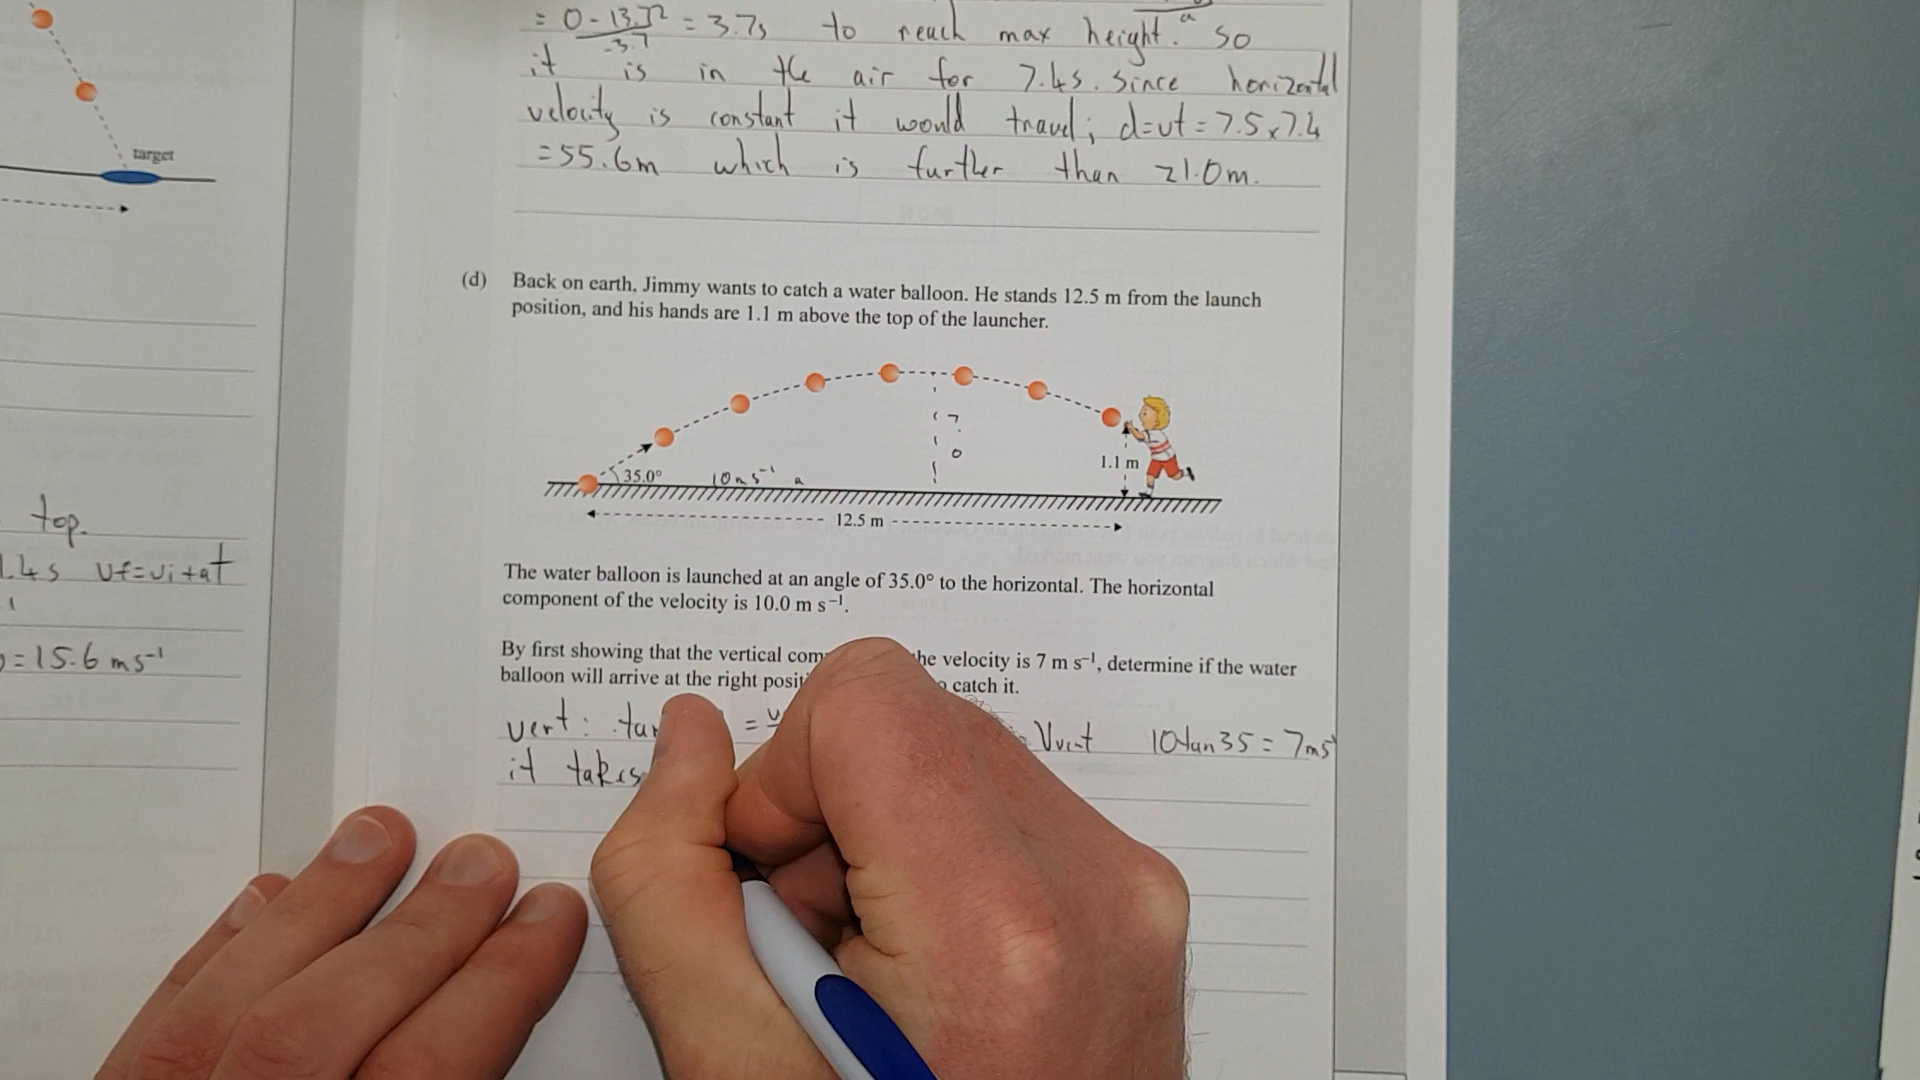 = 0 - 13.72 = 3.7s to reach max height. so
-3.7
it is in the air for 7.4s. Since horizontal
velocity is constant it would travel; d=vt = 7.5x7.4
=55.6m which is further than 21.0m.
target
(d) Back on earth, Jimmy wants to catch a water balloon. He stands 12.5 m from the launch
position, and his hands are 1.1 m above the top of the launcher.
35.0°
10ms⁻¹
1.1 m
12.5 m
top.
1.4s vf=vi+at
=15.6 ms⁻¹
The water balloon is launched at an angle of 35.0° to the horizontal. The horizontal
component of the velocity is 10.0 m s⁻¹.
By first showing that the vertical the velocity is 7 m s⁻¹, determine if the water
balloon will arrive at the right catch it.
vert: =
Vvert 10tan35 = 7ms
it takes